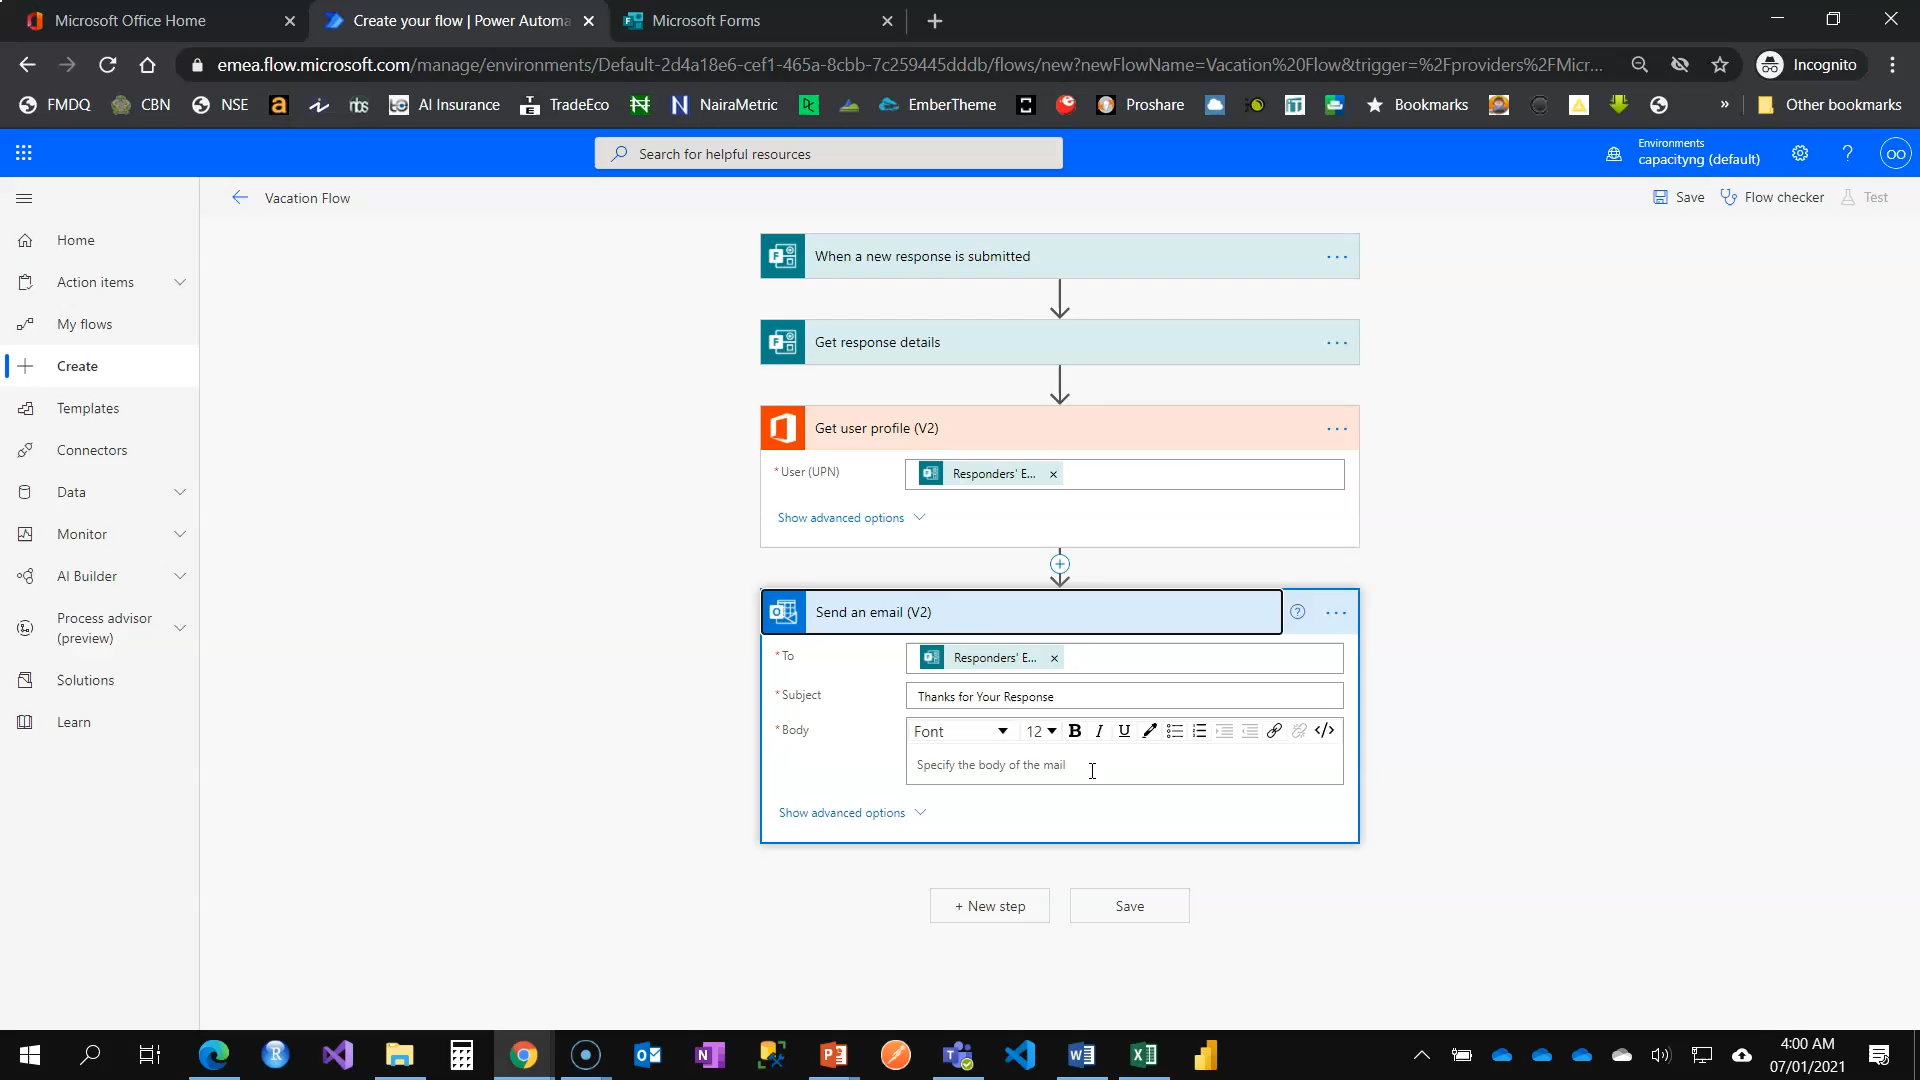 Microsoft Office Home
Create your flow | Power Automa
Microsoft Forms
emea.flow.microsoft.com/manage/environments/Default-2d4a18e6-cef1-465a-8cbb-7c259445dddb/flows/new?newFlowName=Vacation%20Flow&trigger=%2Fproviders%2FMicr...
Incognito
FMDQ
CBN
NSE
AI Insurance
TradeEco
NairaMetric
EmberTheme
Proshare
Bookmarks
»
Other bookmarks
Search for helpful resources
Environments
capacityng (default)
?
OO
Vacation Flow
Save
Flow checker
Test
Home
Action items
My flows
Create
Templates
Connectors
Data
Monitor
AI Builder
Process advisor
(preview)
Solutions
Learn
When a new response is submitted
Get response details
Get user profile (V2)
* User (UPN)
Responders' E...
Show advanced options
Send an email (V2)
* To
Responders' E...
* Subject
Thanks for Your Response
* Body
Font
12
B I U
Specify the body of the mail
Show advanced options
+ New step
Save
4:00 AM
07/01/2021